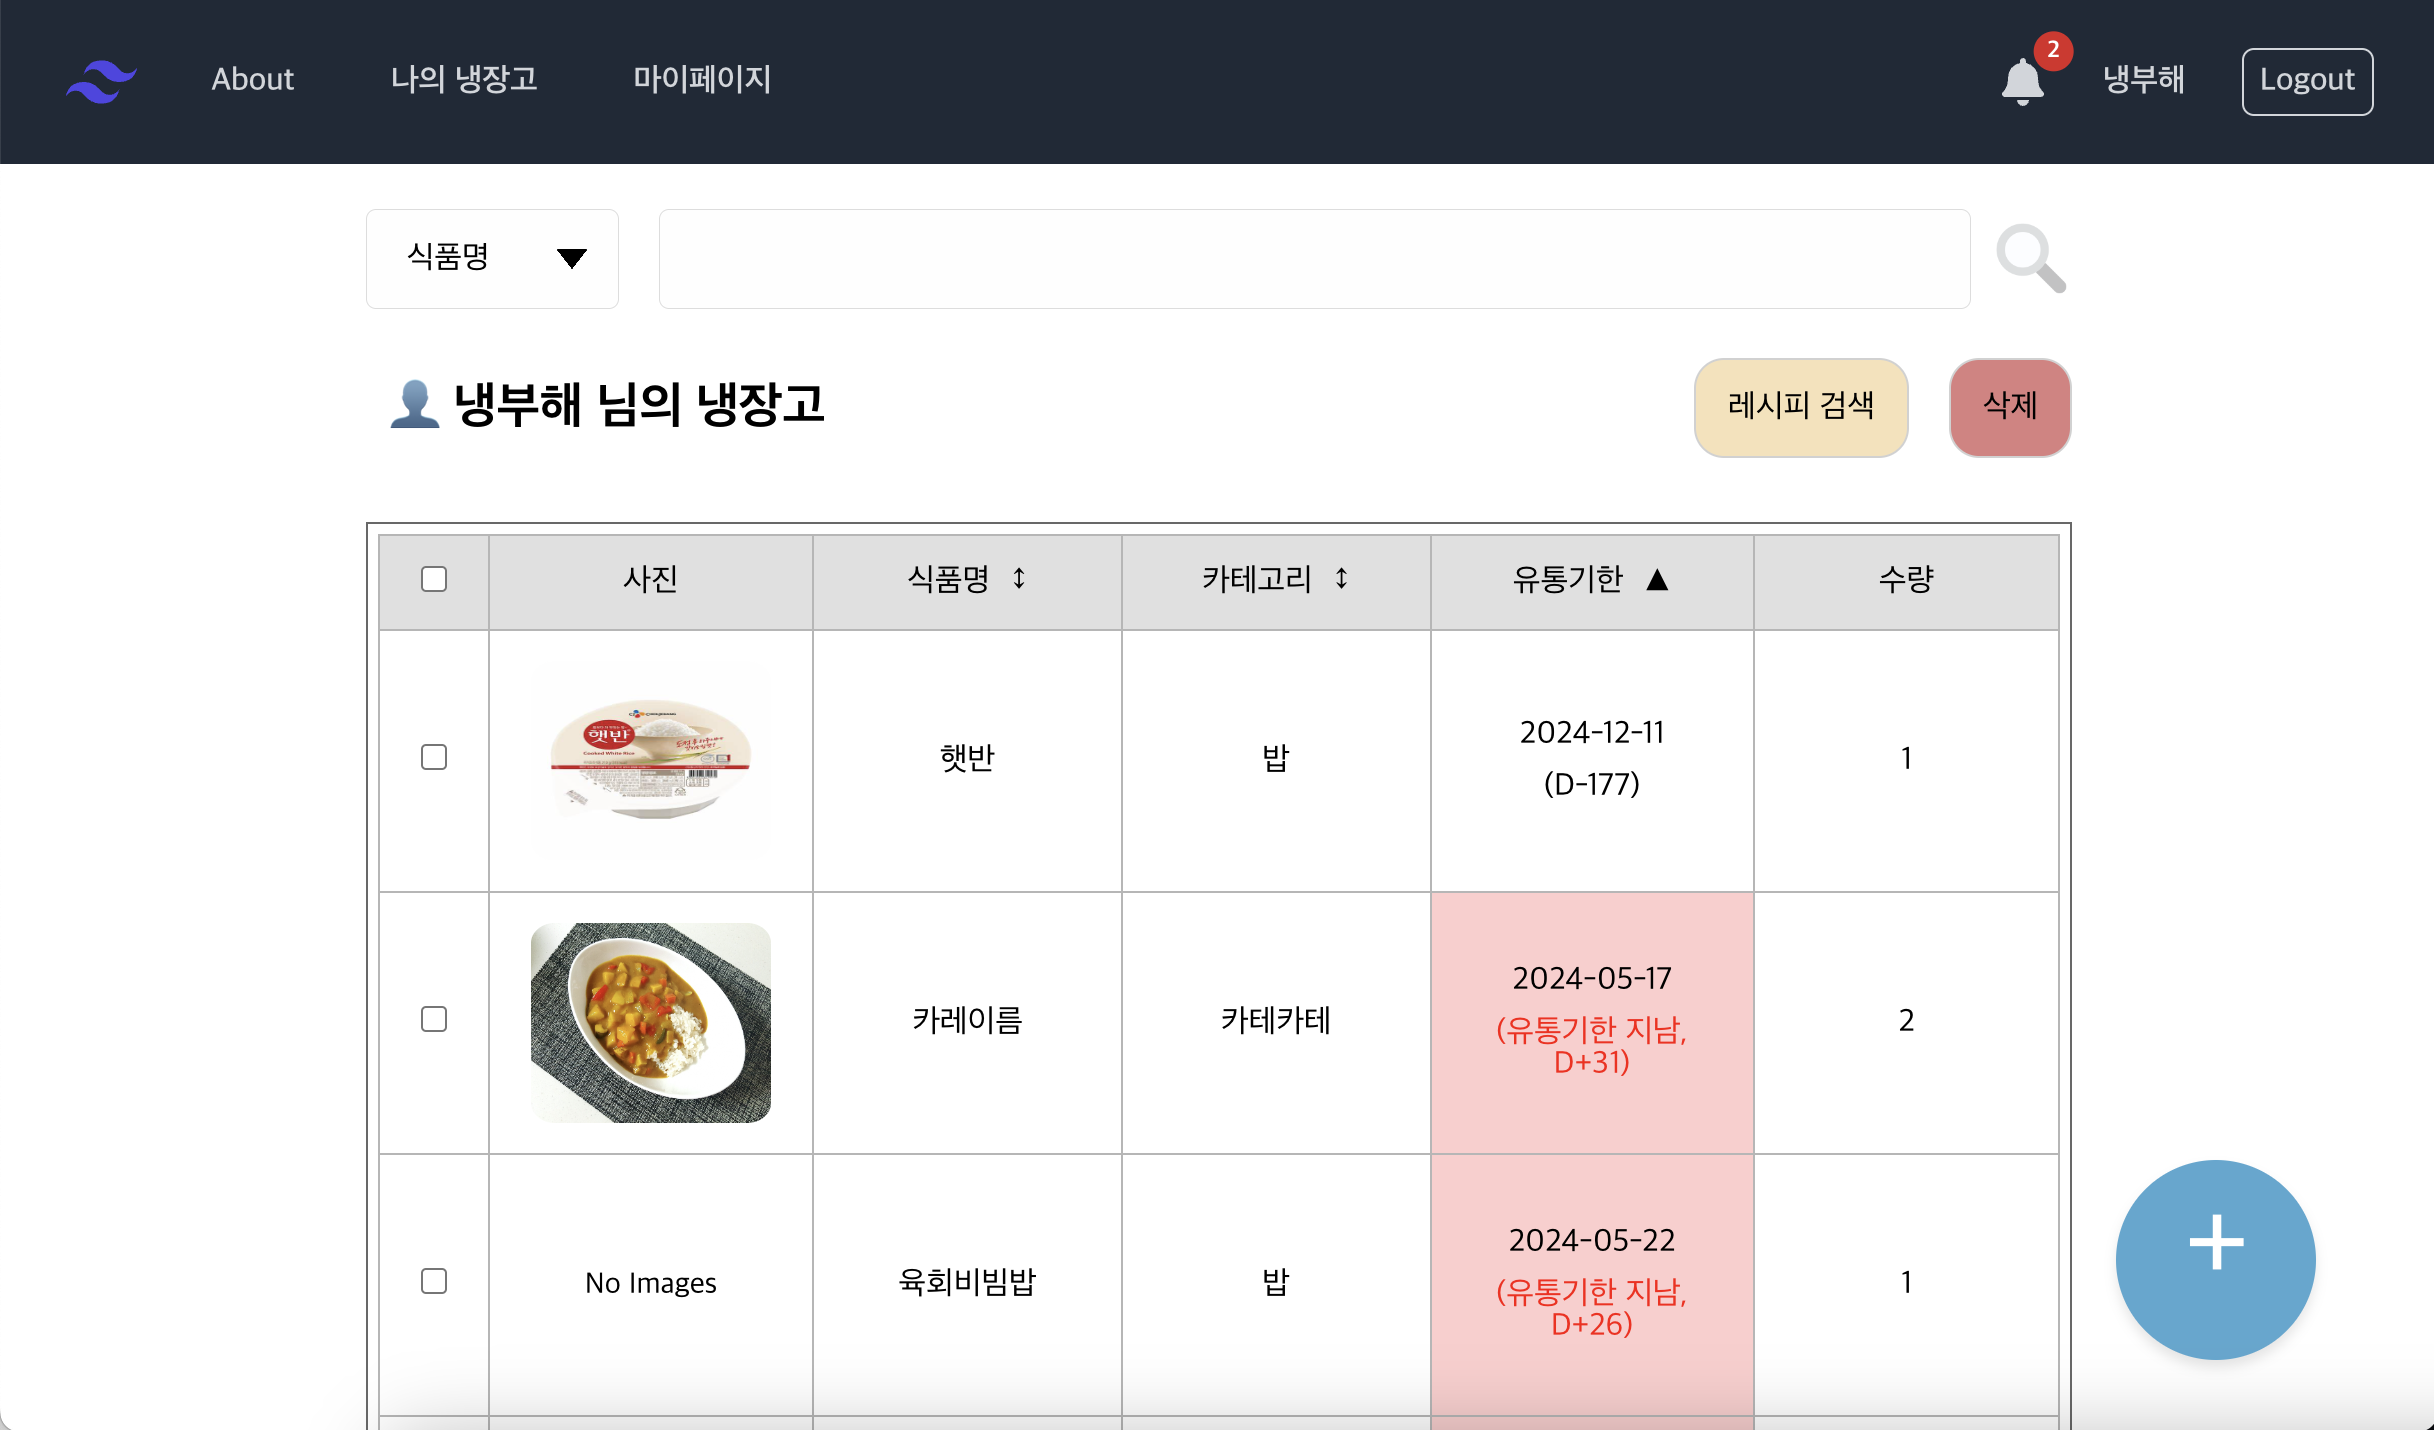 About 나의 냉장고 마이페이지 2 냉부해 Logout
식품명 ▼
냉부해 님의 냉장고 레시피 검색 삭제
사진 식품명 ↕ 카테고리 ↕ 유통기한 ▲ 수량
햇반
Cooked White Rice
햇반 밥 2024-12-11 1
(D-177)
카레이름 카테카테 2024-05-17 2
(유통기한 지남,
D+31)
No Images 육회비빔밥 밥 2024-05-22 1
(유통기한 지남,
D+26)
+